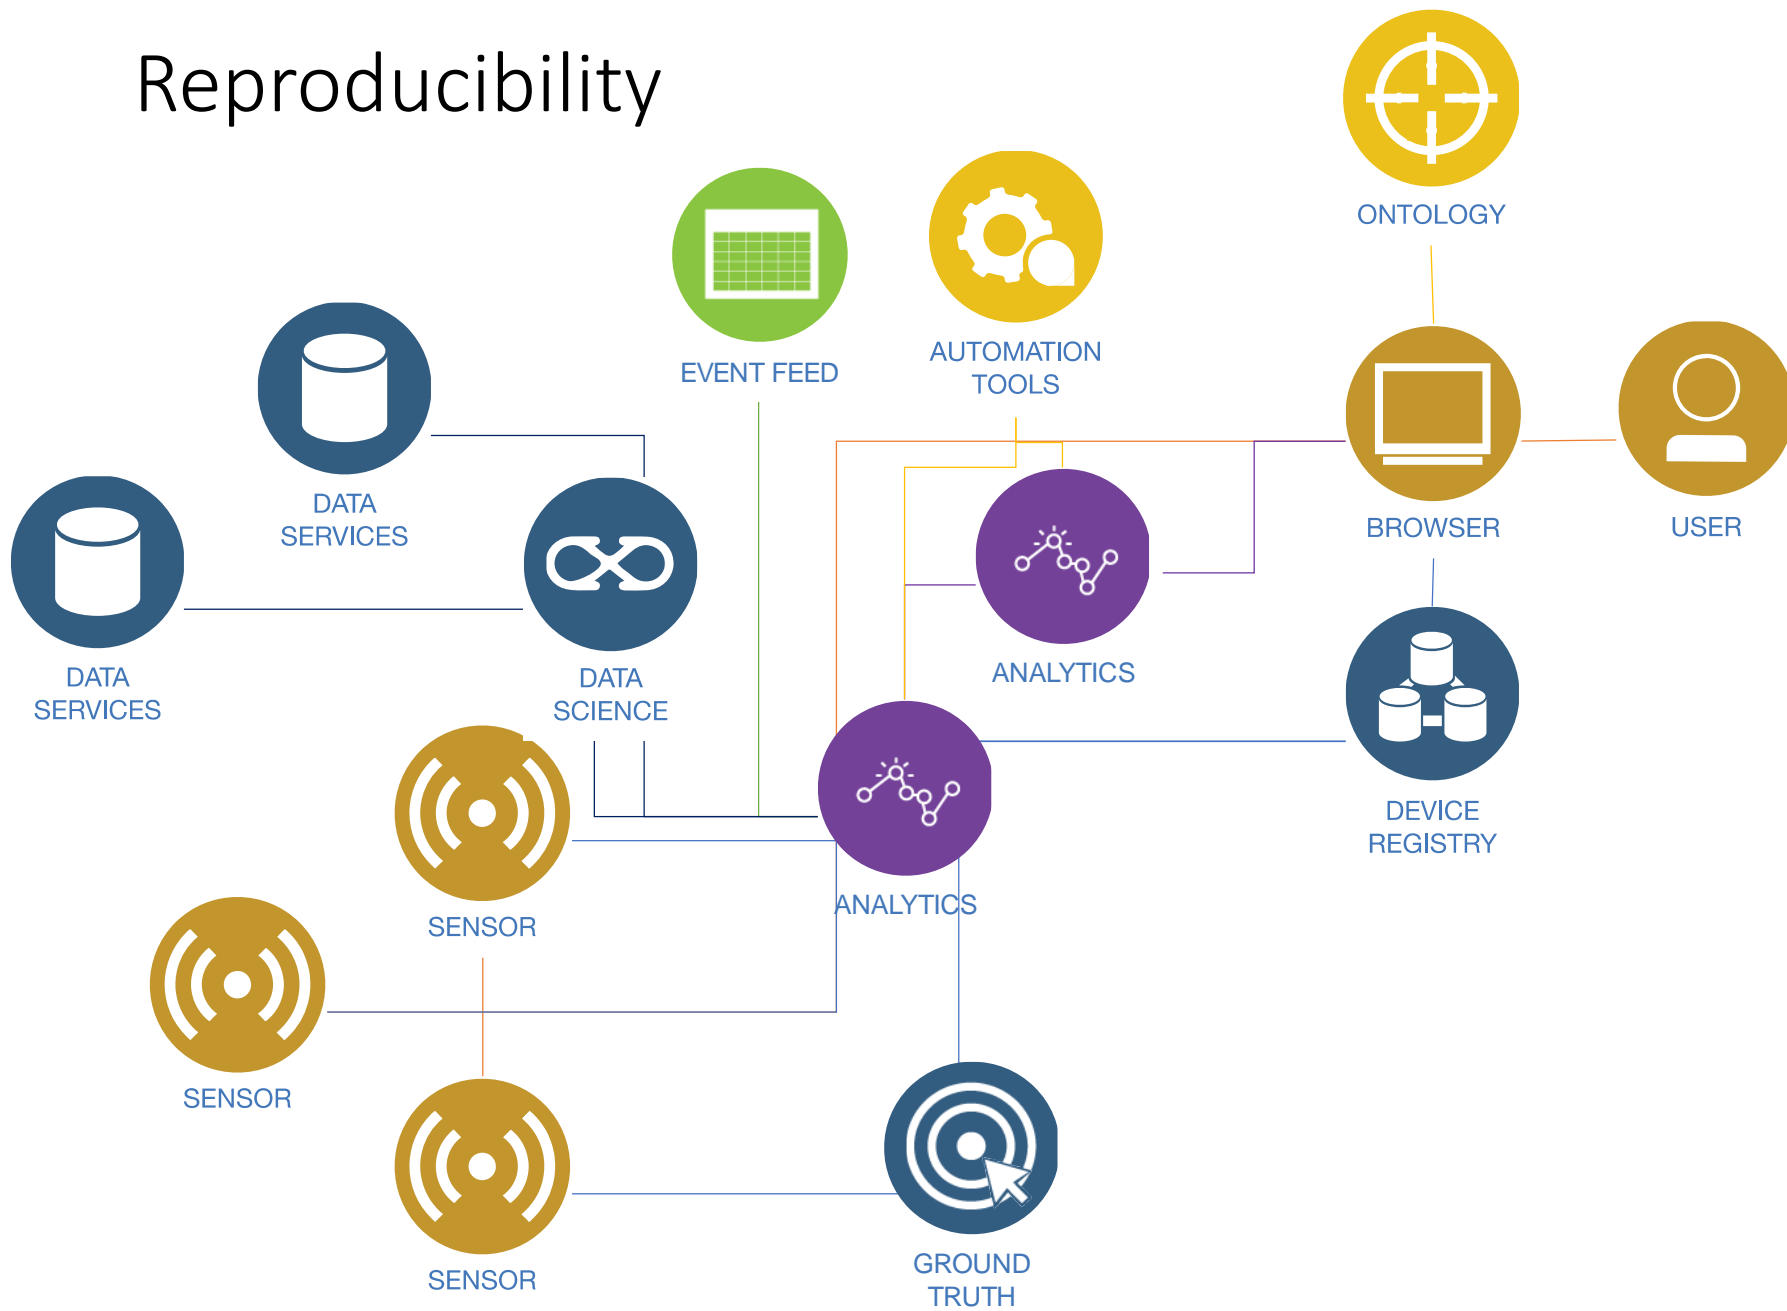 Reproducibility
ONTOLOGY
EVENT FEED
AUTOMATION
TOOLS
DATA
SERVICES
BROWSER
USER
DATA
SERVICES
DATA
SCIENCE
ANALYTICS
DEVICE
REGISTRY
ANALYTICS
SENSOR
SENSOR
SENSOR
GROUND
TRUTH